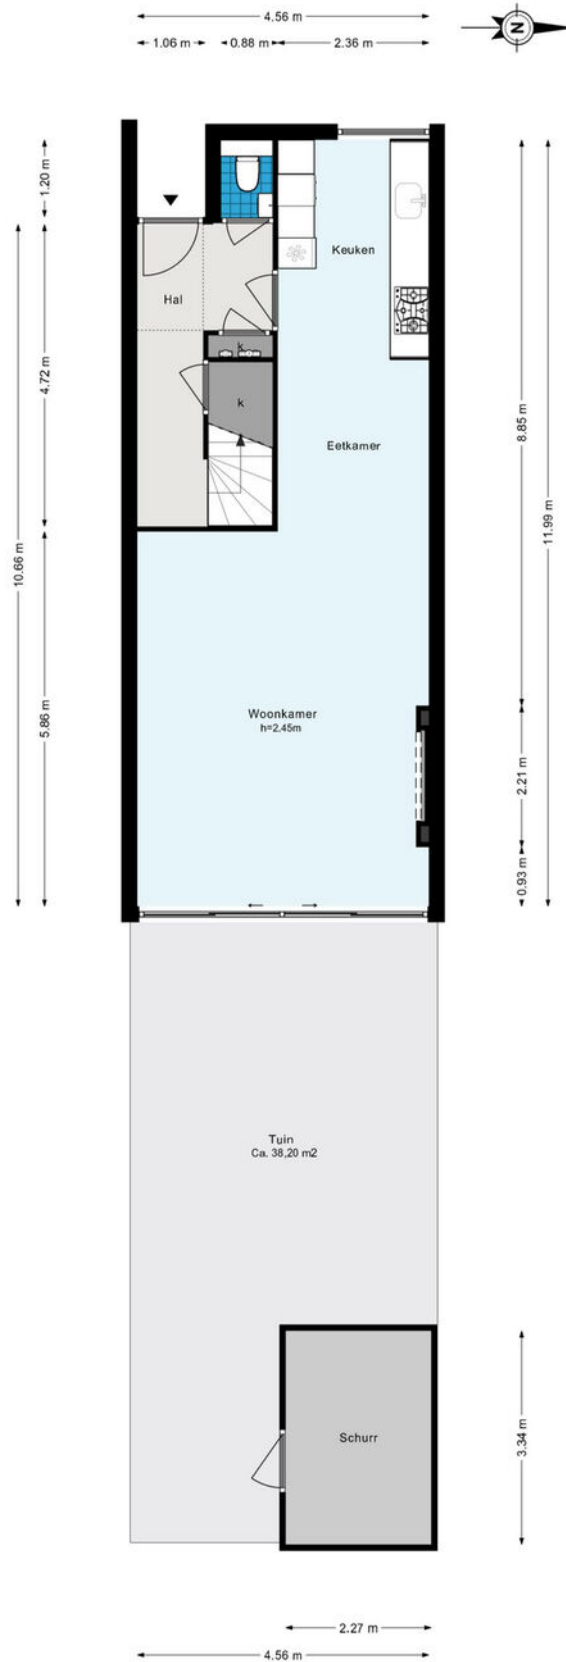 4.56 m
1.06 m
0.88 m
2.36 m
N
1.20 m
Keuken
Hal
k
4.72 m
k
8.85 m
Eetkamer
11.99 m
10.66 m
5.86 m
Woonkamer
h=2.45m
2.21 m
0.93 m
Tuin
Ca. 38,20 m2
Schurr
3.34 m
2.27 m
4.56 m